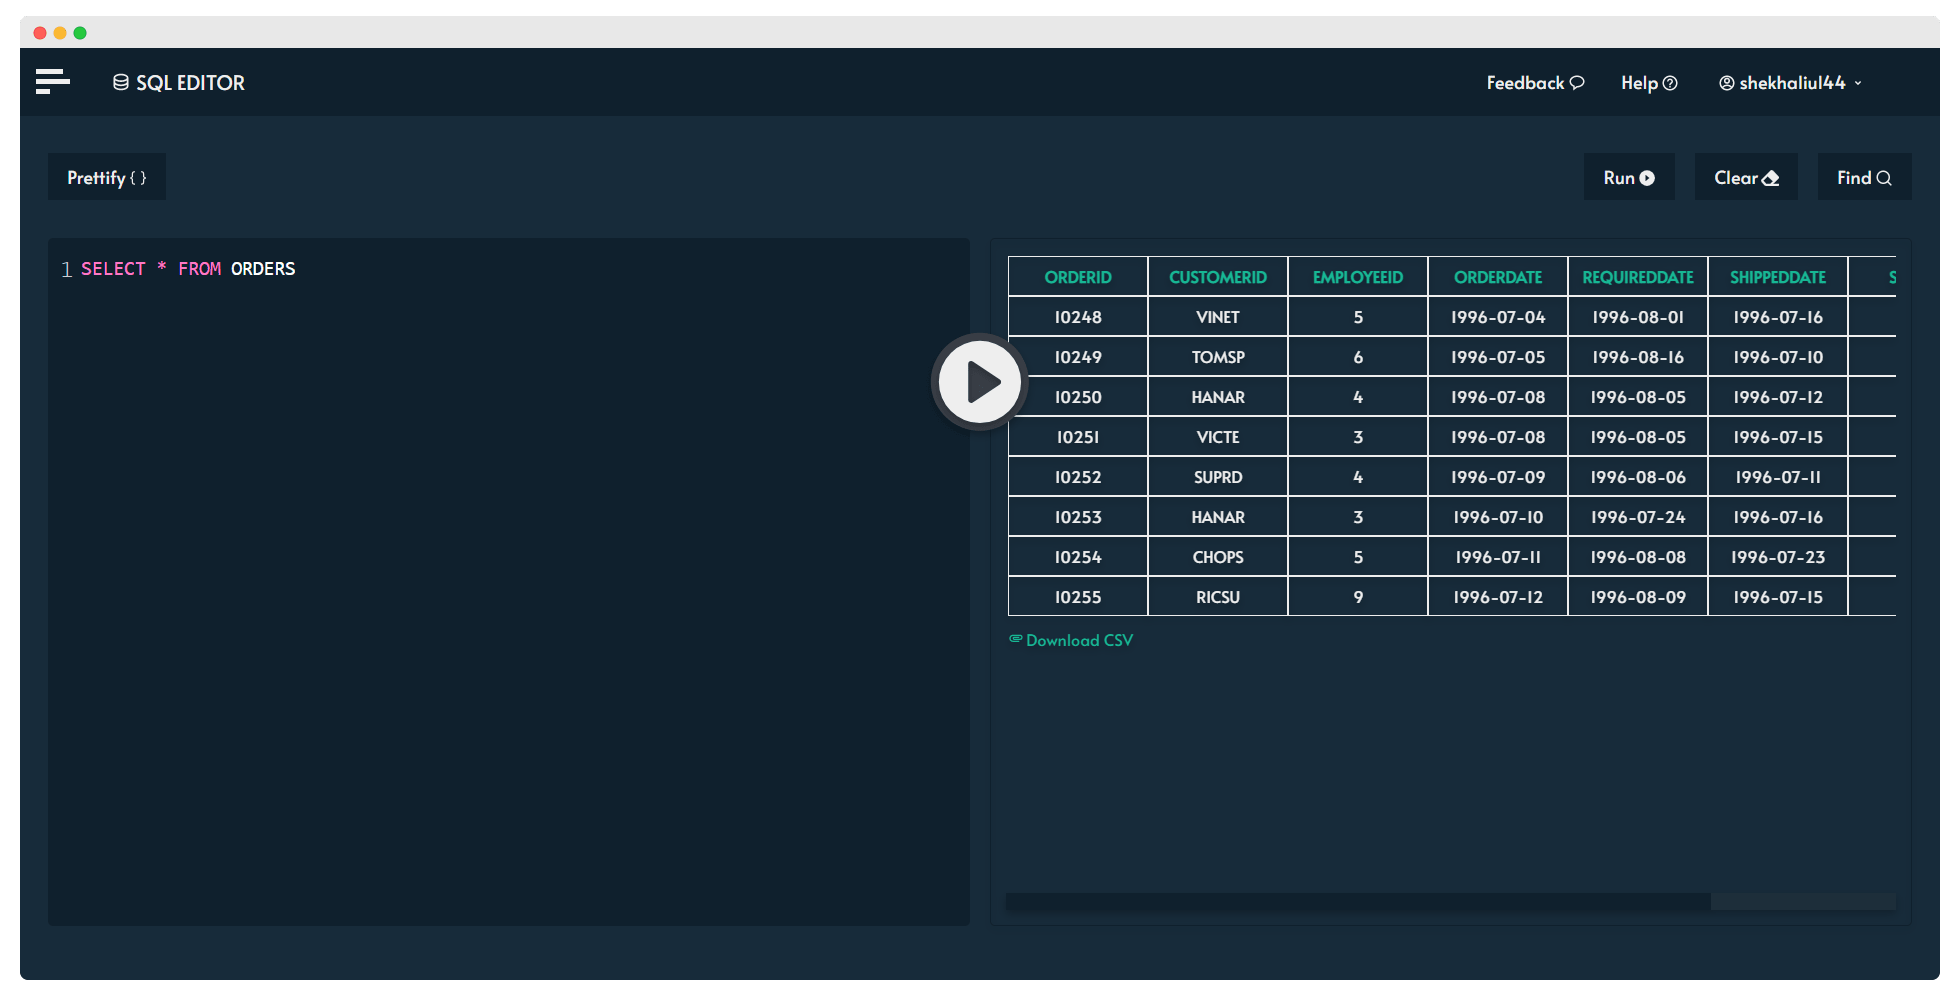 SQL EDITOR
Feedback Help shekhaliul44
Prettify { } Run Clear Find
1 SELECT * FROM ORDERS
ORDERID CUSTOMERID EMPLOYEEID ORDERDATE REQUIREDDATE SHIPPEDDATE S
10248 VINET 5 1996-07-04 1996-08-01 1996-07-16
10249 TOMSP 6 1996-07-05 1996-08-16 1996-07-10
10250 HANAR 4 1996-07-08 1996-08-05 1996-07-12
10251 VICTE 3 1996-07-08 1996-08-05 1996-07-15
10252 SUPRD 4 1996-07-09 1996-08-06 1996-07-11
10253 HANAR 3 1996-07-10 1996-07-24 1996-07-16
10254 CHOPS 5 1996-07-11 1996-08-08 1996-07-23
10255 RICSU 9 1996-07-12 1996-08-09 1996-07-15
Download CSV